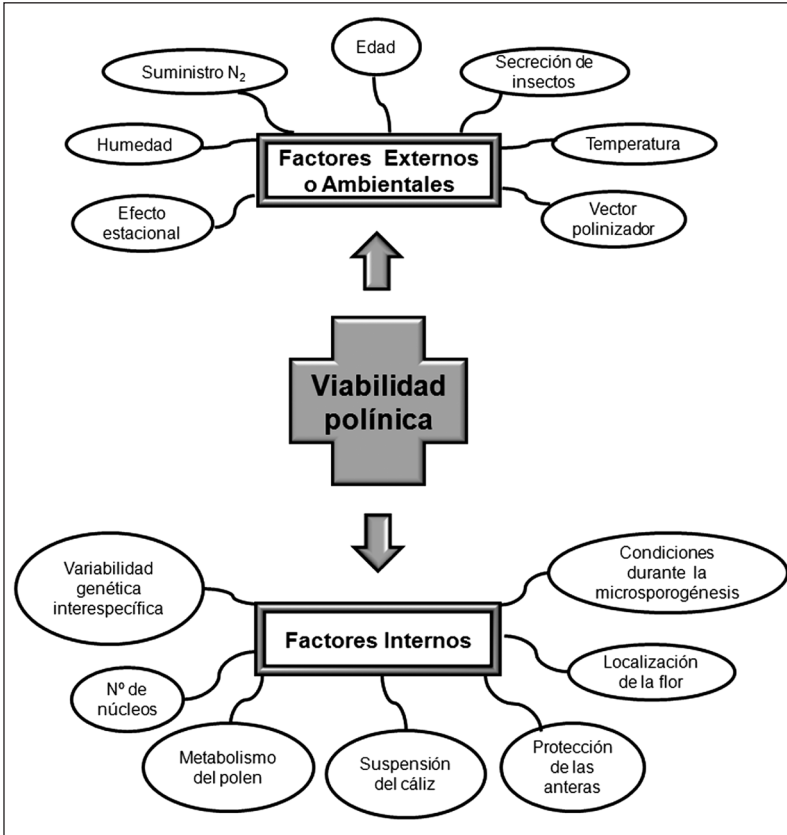 Edad
Suministro N₂
Secreción de
insectos
Humedad
Temperatura
Factores Externos
o Ambientales
Efecto
estacional
Vector
polinizador
Viabilidad
polínica
Variabilidad
genética
interespecífica
Condiciones
durante la
microsporogénesis
Factores Internos
Localización
de la flor
Nº de
núcleos
Metabolismo
del polen
Suspensión
del cáliz
Protección
de las
anteras